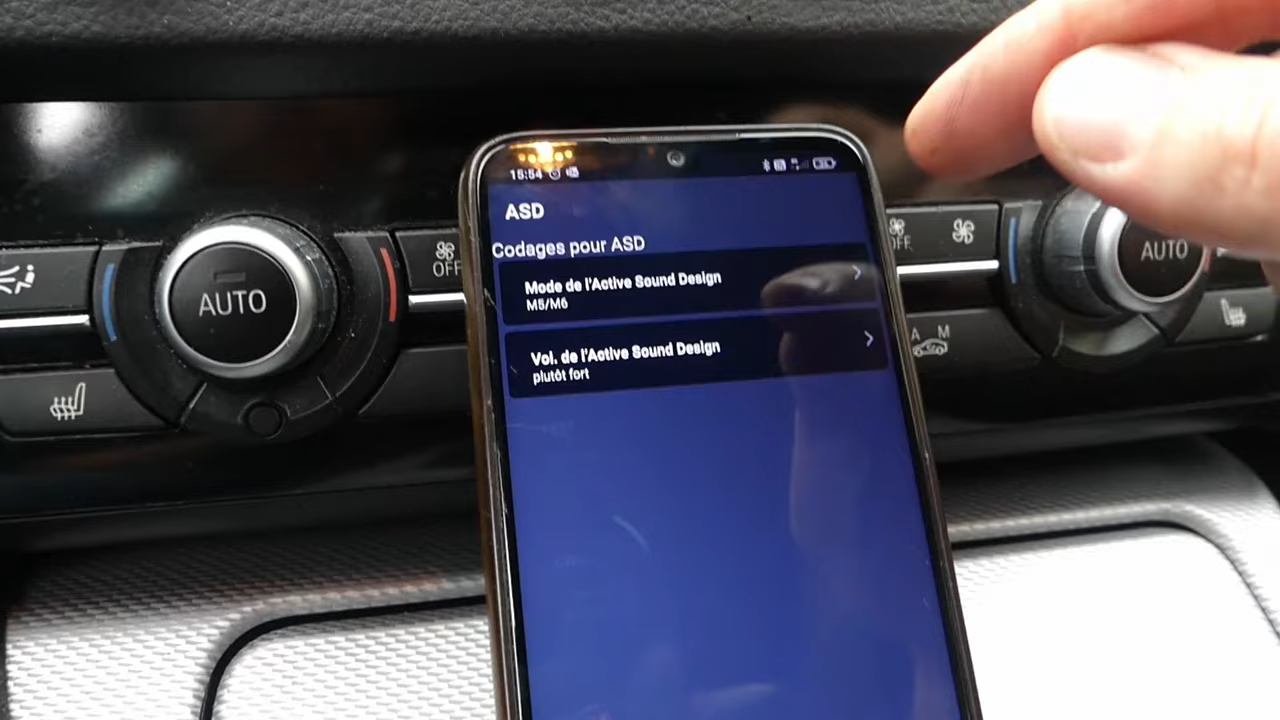 15:54
ASD
Codages pour ASD
Mode de l'Active Sound Design
M5/M6
Vol. de l'Active Sound Design
plutôt fort
AUTO
OFF
OFF
AUTO
A M